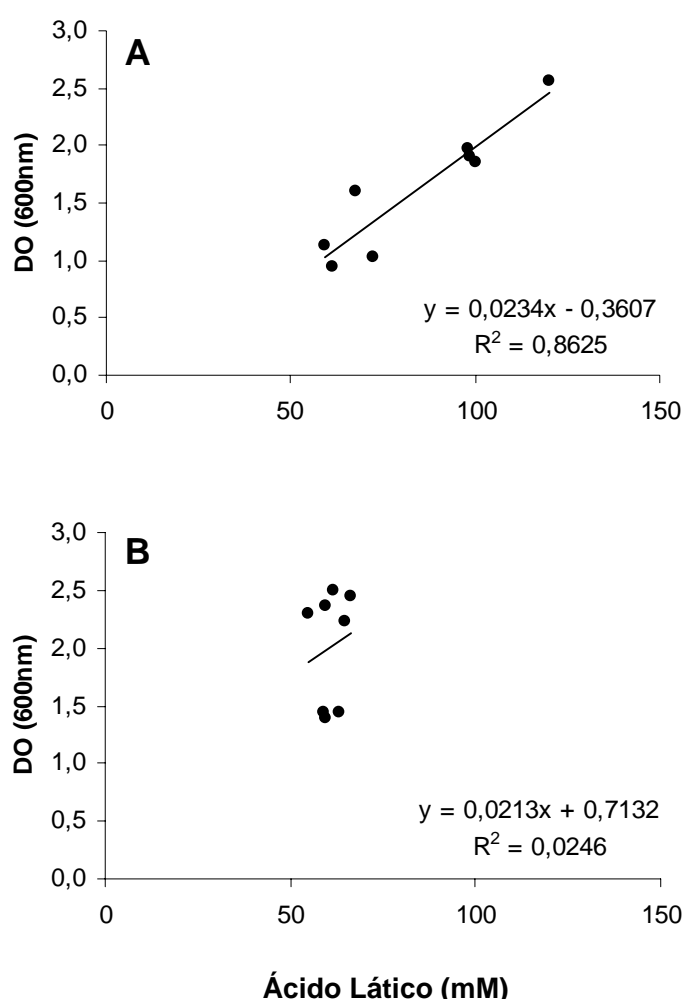 A
DO (600nm)
3,0
2,5
2,0
1,5
1,0
0,5
0,0
y = 0,0234x - 0,3607
R² = 0,8625
0 50 100 150
B
DO (600nm)
3,0
2,5
2,0
1,5
1,0
0,5
0,0
y = 0,0213x + 0,7132
R² = 0,0246
0 50 100 150
Ácido Lático (mM)